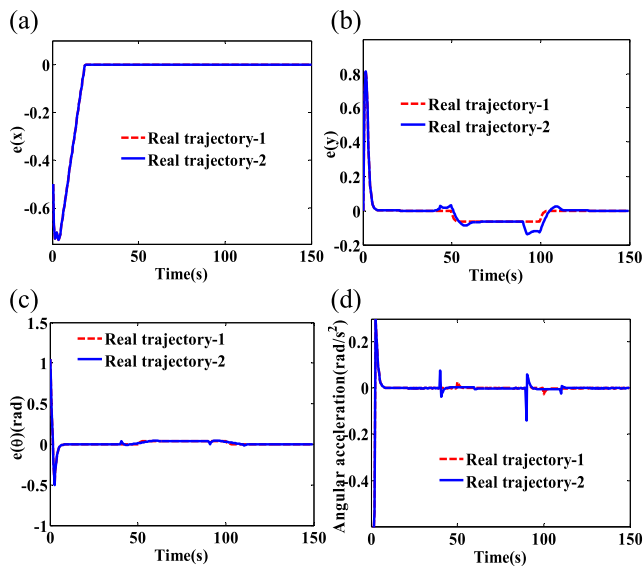 (a)
0
-0.2
-0.4
-0.6
e(x)
Real trajectory-1
Real trajectory-2
0
50
100
150
Time(s)
(b)
0.8
0.6
0.4
0.2
0
-0.2
e(y)
Real trajectory-1
Real trajectory-2
0
50
100
150
Time(s)
(c)
1.5
1
0.5
0
-0.5
-1
e(θ)(rad)
Real trajectory-1
Real trajectory-2
0
50
100
150
Time(s)
(d)
0.2
0
-0.2
-0.4
-0.6
Angular acceleration(rad/s²)
Real trajectory-1
Real trajectory-2
0
50
100
150
Time(s)